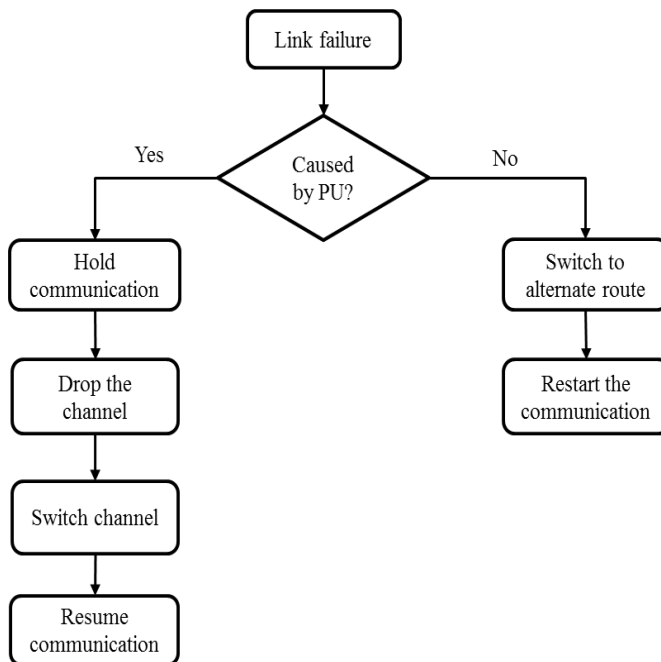 Link failure
Caused
by PU?
Yes
No
Hold
communication
Drop the
channel
Switch channel
Resume
communication
Switch to
alternate route
Restart the
communication